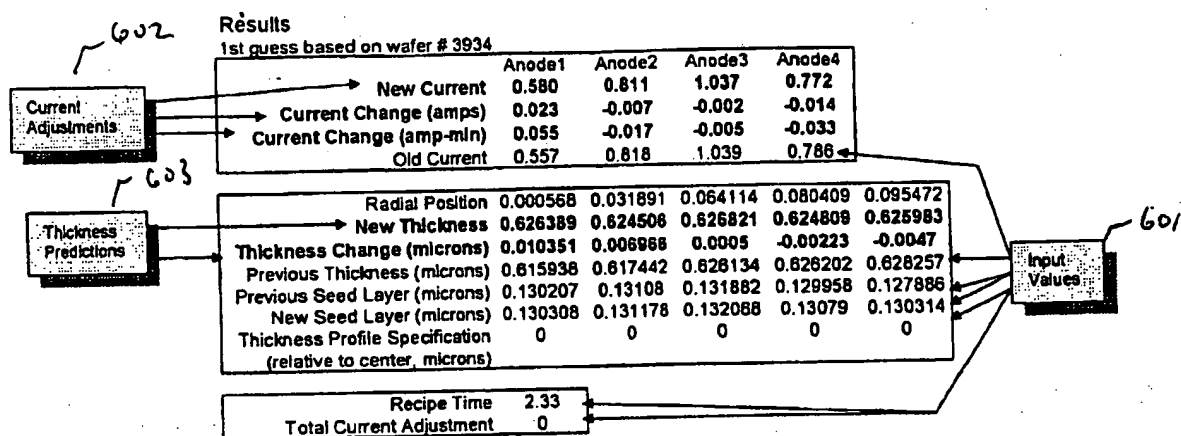 602
Results
1st guess based on wafer # 3934
Anode1 Anode2 Anode3 Anode4
New Current 0.580 0.811 1.037 0.772
Current Change (amps) 0.023 -0.007 -0.002 -0.014
Current Change (amp-min) 0.055 -0.017 -0.005 -0.033
Old Current 0.557 0.818 1.039 0.786
Current
Adjustments
603
Radial Position 0.000568 0.031891 0.064114 0.080409 0.095472
New Thickness 0.626389 0.624506 0.626821 0.624809 0.625983
Thickness Change (microns) 0.010351 0.006966 0.0005 -0.00223 -0.0047
Previous Thickness (microns) 0.615938 0.617442 0.626134 0.626202 0.628257
Previous Seed Layer (microns) 0.130207 0.13108 0.131882 0.129958 0.127886
New Seed Layer (microns) 0.130308 0.131178 0.132068 0.13079 0.130314
Thickness Profile Specification 0 0 0 0 0
(relative to center, microns)
Thickness
Predictions
601
Input
Values
Recipe Time 2.33
Total Current Adjustment 0